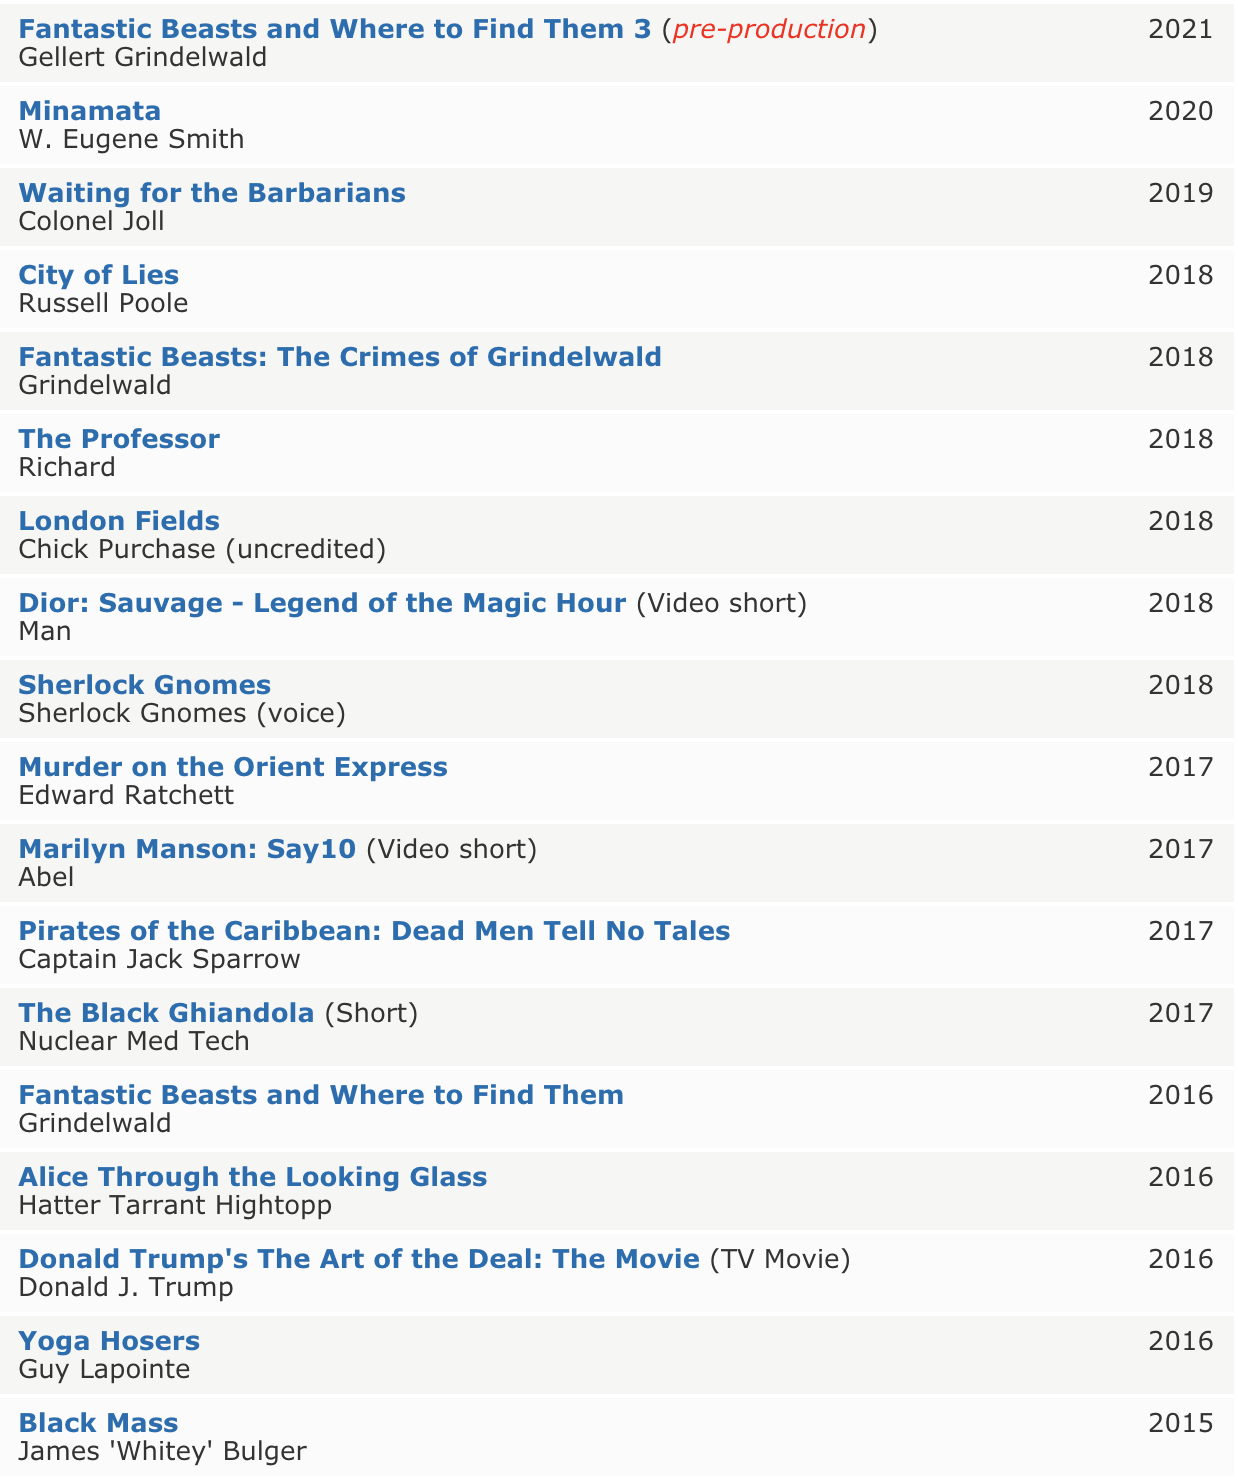 Fantastic Beasts and Where to Find Them 3 (pre-production) 2021
Gellert Grindelwald
Minamata 2020
W. Eugene Smith
Waiting for the Barbarians 2019
Colonel Joll
City of Lies 2018
Russell Poole
Fantastic Beasts: The Crimes of Grindelwald 2018
Grindelwald
The Professor 2018
Richard
London Fields 2018
Chick Purchase (uncredited)
Dior: Sauvage - Legend of the Magic Hour (Video short) 2018
Man
Sherlock Gnomes 2018
Sherlock Gnomes (voice)
Murder on the Orient Express 2017
Edward Ratchett
Marilyn Manson: Say10 (Video short) 2017
Abel
Pirates of the Caribbean: Dead Men Tell No Tales 2017
Captain Jack Sparrow
The Black Ghiandola (Short) 2017
Nuclear Med Tech
Fantastic Beasts and Where to Find Them 2016
Grindelwald
Alice Through the Looking Glass 2016
Hatter Tarrant Hightopp
Donald Trump's The Art of the Deal: The Movie (TV Movie) 2016
Donald J. Trump
Yoga Hosers 2016
Guy Lapointe
Black Mass 2015
James 'Whitey' Bulger